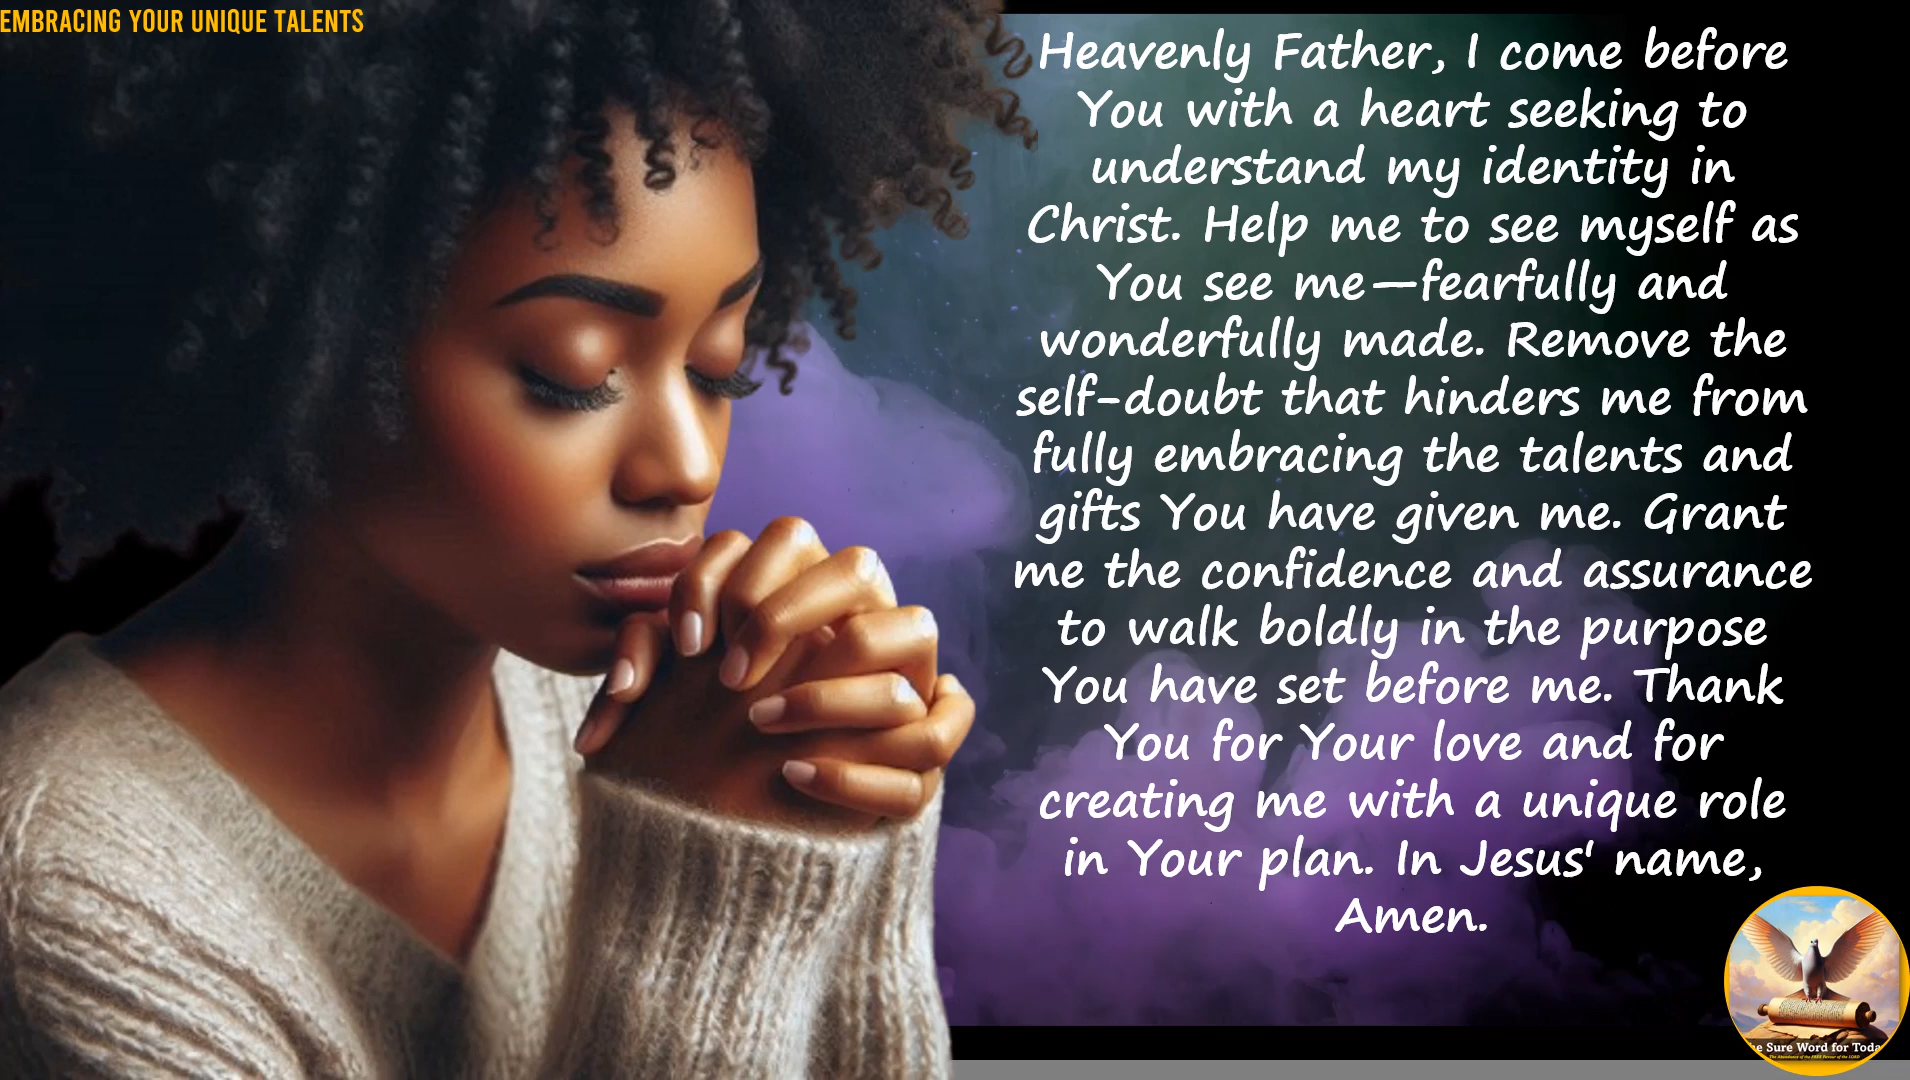 EMBRACING YOUR UNIQUE TALENTS
Heavenly Father, I come before
You with a heart seeking to
understand my identity in
Christ. Help me to see myself as
You see me—fearfully and
wonderfully made. Remove the
self-doubt that hinders me from
fully embracing the talents and
gifts You have given me. Grant
me the confidence and assurance
to walk boldly in the purpose
You have set before me. Thank
You for Your love and for
creating me with a unique role
in Your plan. In Jesus' name,
Amen.
e Sure Word for Toda